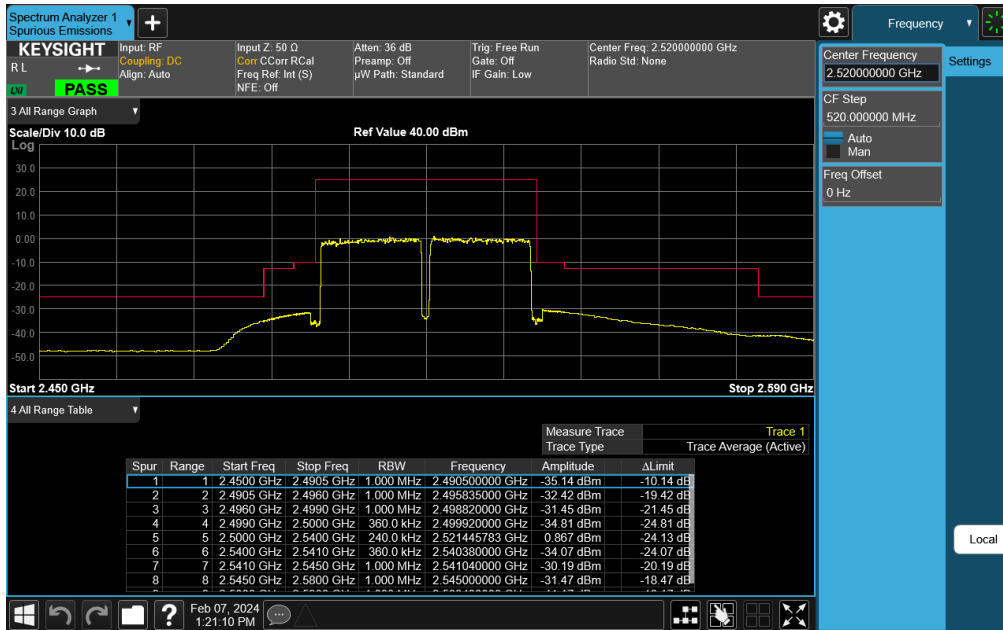 Spectrum Analyzer 1
Spurious Emissions
Frequency
KEYSIGHT
R L
LXI
PASS
Input: RF
Coupling: DC
Align: Auto
Input Z: 50 Ω
Corr CCorr RCal
Freq Ref: Int (S)
NFE: Off
Atten: 36 dB
Preamp: Off
µW Path: Standard
Trig: Free Run
Gate: Off
IF Gain: Low
Center Freq: 2.520000000 GHz
Radio Std: None
Center Frequency
2.520000000 GHz
Settings
CF Step
520.000000 MHz
Auto
Man
Freq Offset
0 Hz
Local
3 All Range Graph
Scale/Div 10.0 dB
Ref Value 40.00 dBm
Log
30.0
20.0
10.0
0.00
-10.0
-20.0
-30.0
-40.0
-50.0
Start 2.450 GHz
Stop 2.590 GHz
4 All Range Table
Measure Trace Trace 1
Trace Type Trace Average (Active)
Spur Range Start Freq Stop Freq RBW Frequency Amplitude ΔLimit
1 1 2.4500 GHz 2.4905 GHz 1.000 MHz 2.490500000 GHz -35.14 dBm -10.14 dB
2 2 2.4905 GHz 2.4960 GHz 1.000 MHz 2.495835000 GHz -32.42 dBm -19.42 dB
3 3 2.4960 GHz 2.4990 GHz 1.000 MHz 2.498820000 GHz -31.45 dBm -21.45 dB
4 4 2.4990 GHz 2.5000 GHz 360.0 kHz 2.499920000 GHz -34.81 dBm -24.81 dB
5 5 2.5000 GHz 2.5400 GHz 240.0 kHz 2.521445783 GHz 0.867 dBm -24.13 dB
6 6 2.5400 GHz 2.5410 GHz 360.0 kHz 2.540380000 GHz -34.07 dBm -24.07 dB
7 7 2.5410 GHz 2.5450 GHz 1.000 MHz 2.541040000 GHz -30.19 dBm -20.19 dB
8 8 2.5450 GHz 2.5800 GHz 1.000 MHz 2.545000000 GHz -31.47 dBm -18.47 dB
Feb 07, 2024
1:21:10 PM